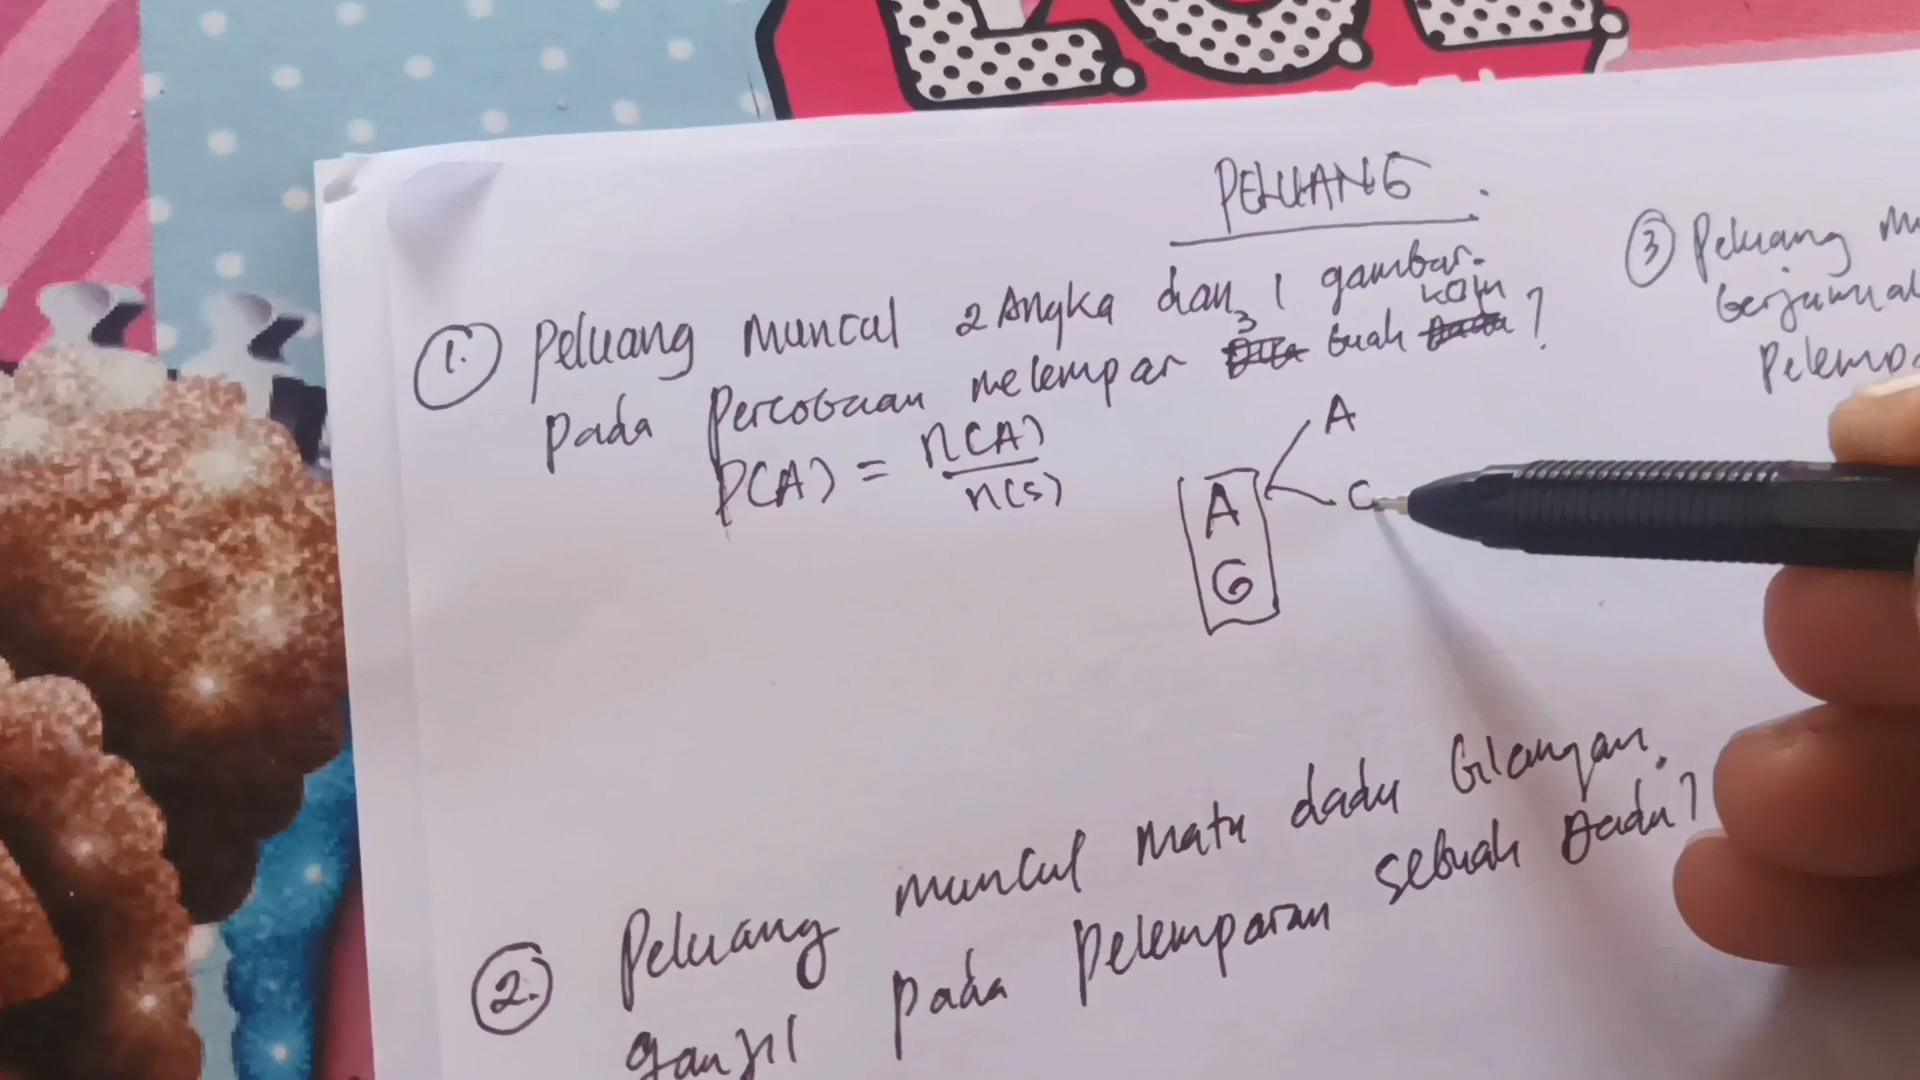 PELUANG
1. Peluang muncul 2 Angka dan 1 gambar.
pada percobaan melempar 3 buah koin ?
P(A) = n(A)
n(s)
A
A
G
G
2. Peluang muncul mata dadu bilangan
ganjil pada pelemparan sebuah dadu?
3 Peluang
berjumlah